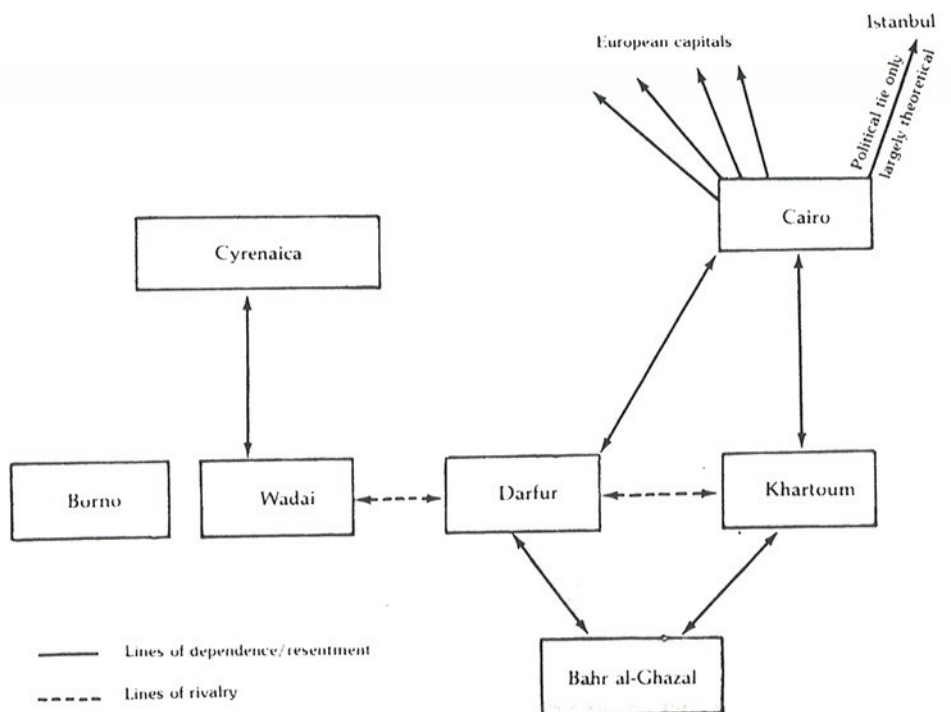 Istanbul
European capitals
Political tie only
largely theoretical
Cairo
Cyrenaica
Borno
Wadai
Darfur
Khartoum
Lines of dependence/resentment
Bahr al-Ghazal
Lines of rivalry